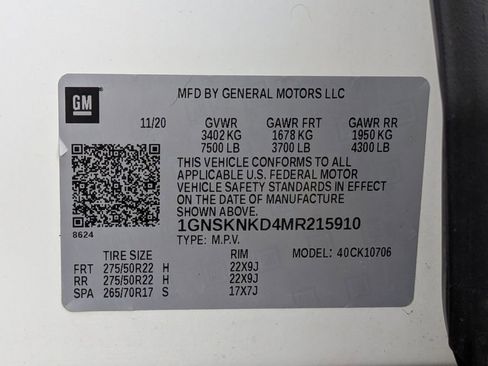 GM
MFD BY GENERAL MOTORS LLC
11/20 GVWR GAWR FRT GAWR RR
3402 KG 1678 KG 1950 KG
7500 LB 3700 LB 4300 LB
THIS VEHICLE CONFORMS TO ALL
APPLICABLE U.S. FEDERAL MOTOR
VEHICLE SAFETY STANDARDS IN EFFECT
ON THE DATE OF MANUFACTURE
SHOWN ABOVE.
8624
1GNSKNKD4MR215910
TYPE: M.P.V. MODEL: 40CK10706
TIRE SIZE RIM
FRT 275/50R22 H 22X9J
RR 275/50R22 H 22X9J
SPA 265/70R17 S 17X7J